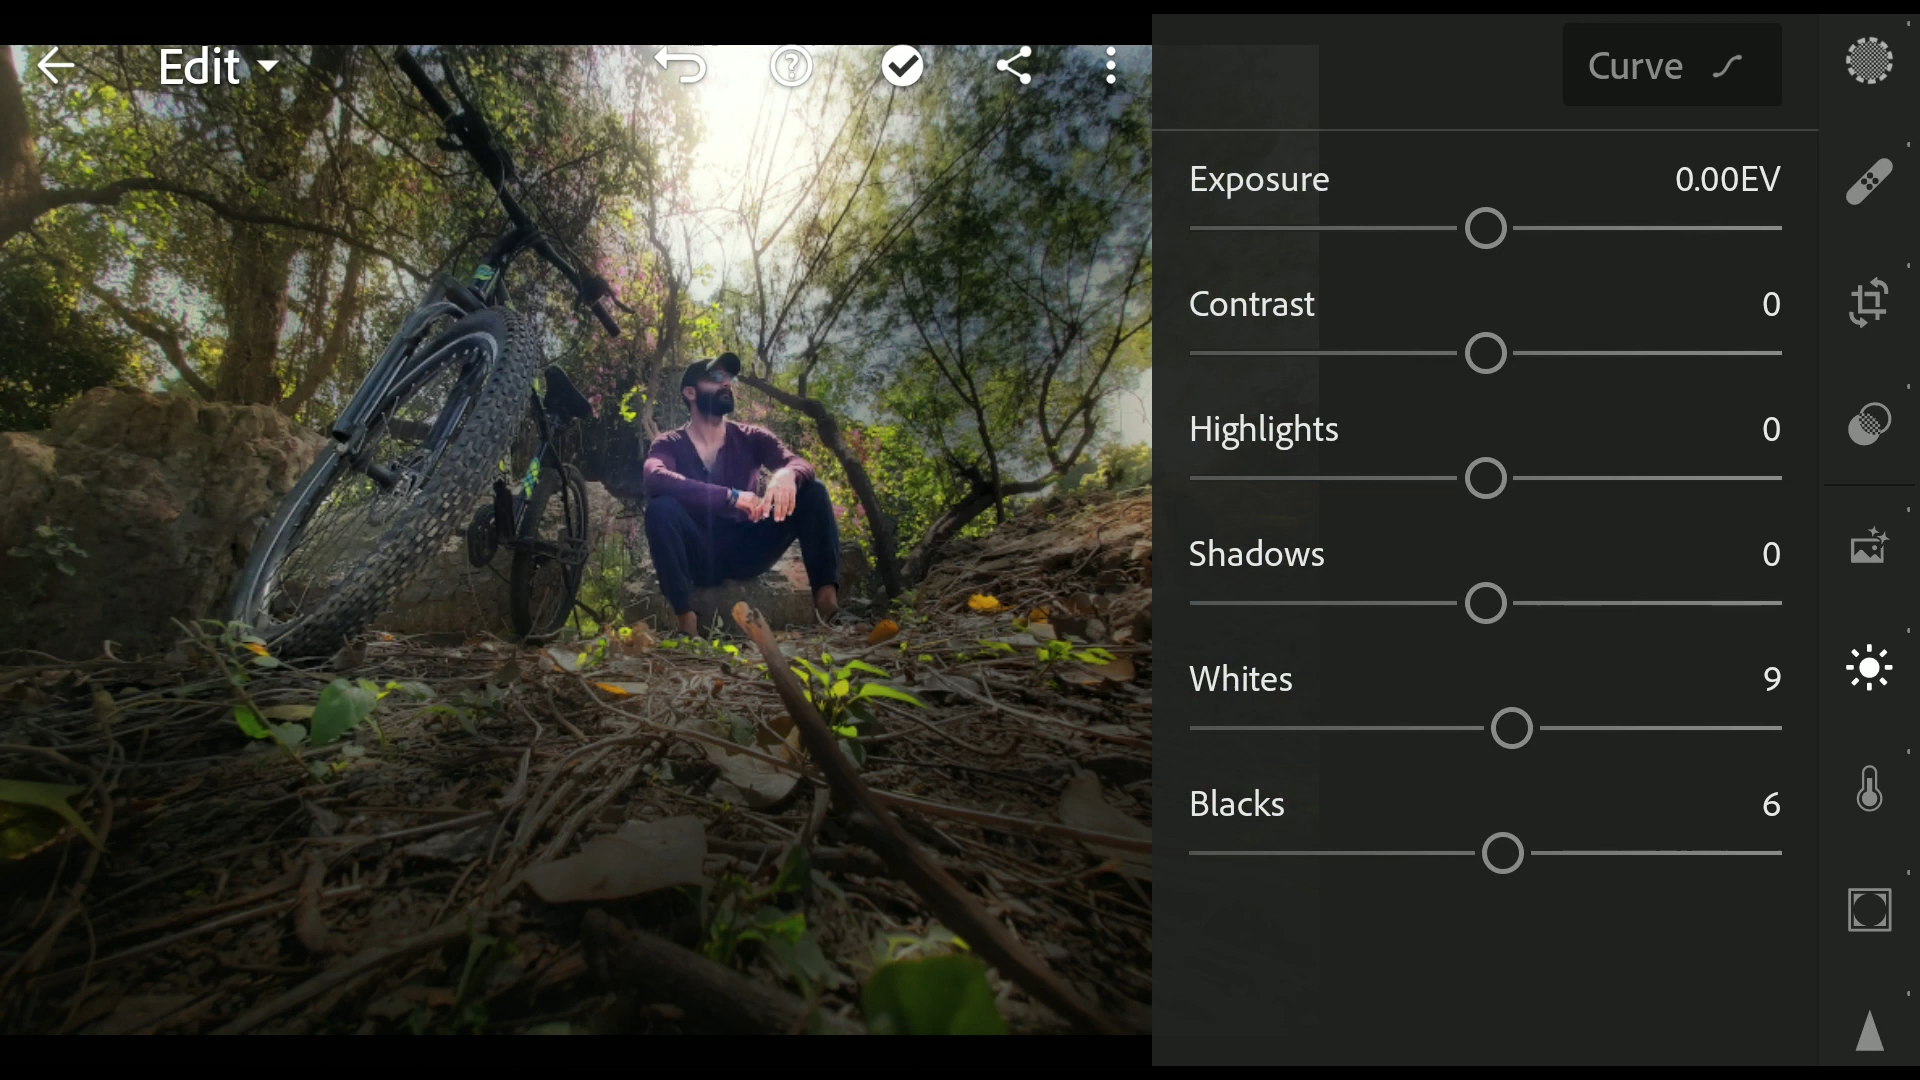 Edit
Curve
Exposure 0.00EV
Contrast 0
Highlights 0
Shadows 0
Whites 9
Blacks 6